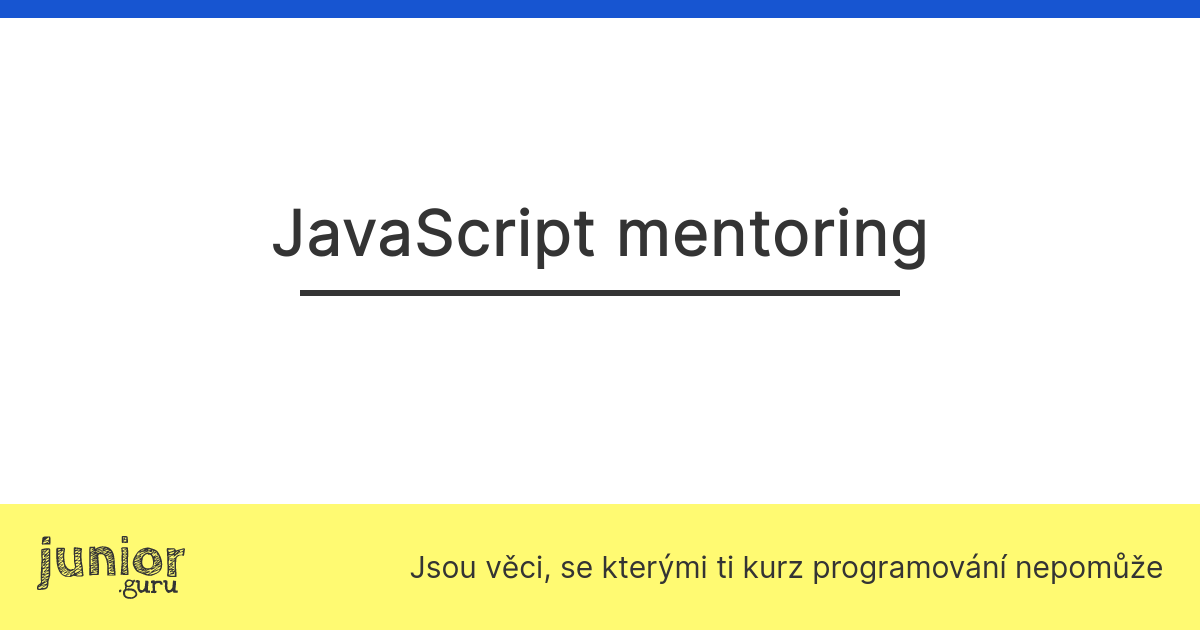 JavaScript mentoring
junior
.guru
Jsou věci, se kterými ti kurz programování nepomůže